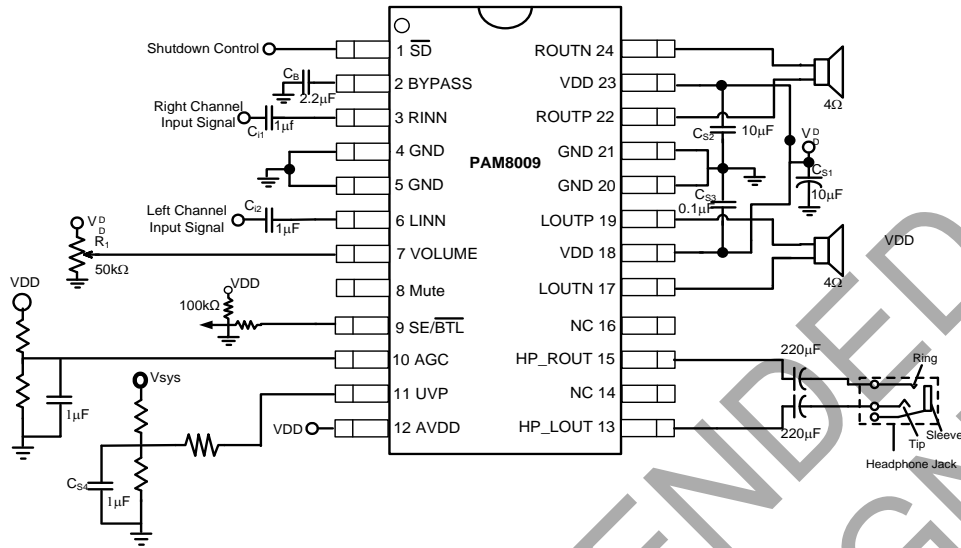 Shutdown Control
CB
2.2μF
Right Channel
Input Signal
Ci1
1μf
Left Channel
Input Signal
Ci2
1μF
VDD
R1
50kΩ
VDD
VDD
100kΩ
1μF
Vsys
CS4
1μF
VDD
PAM8009
1 SD
2 BYPASS
3 RINN
4 GND
5 GND
6 LINN
7 VOLUME
8 Mute
9 SE/BTL
10 AGC
11 UVP
12 AVDD
ROUTN 24
VDD 23
ROUTP 22
GND 21
GND 20
LOUTP 19
VDD 18
LOUTN 17
NC 16
HP_ROUT 15
NC 14
HP_LOUT 13
4Ω
CS2
10μF
VDD
CS1
10μF
CS3
0.1μF
VDD
4Ω
220μF
220μF
Ring
Sleeve
Tip
Headphone Jack
ENDED